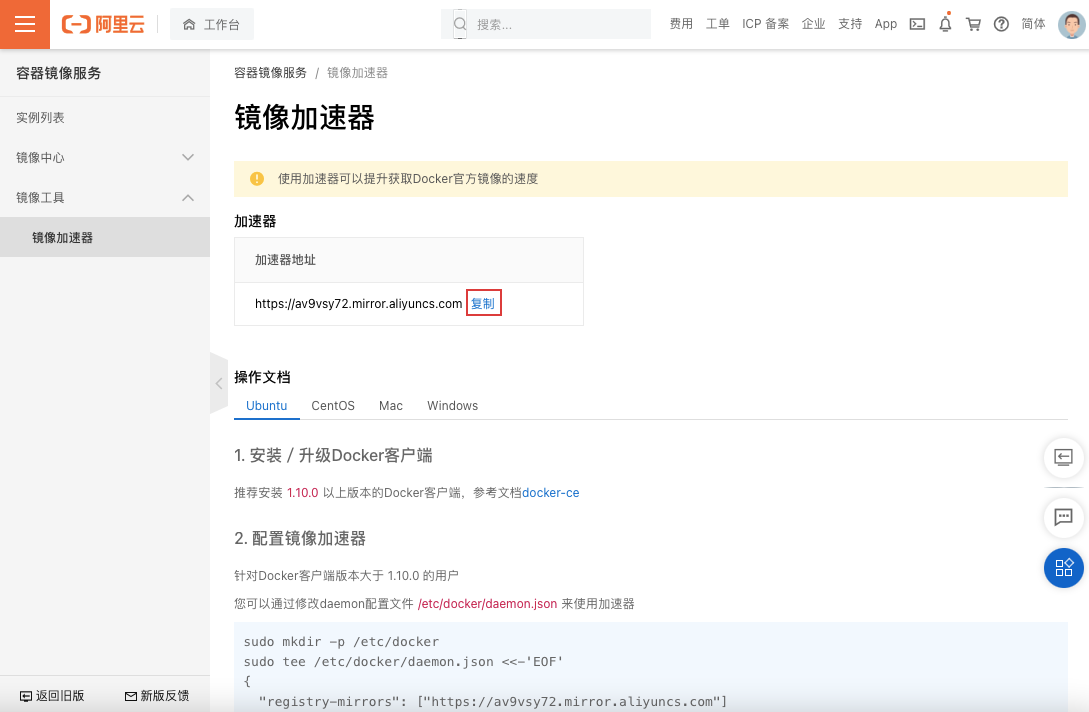 阿里云
工作台
搜索...
费用 工单 ICP 备案 企业 支持 App 简体
容器镜像服务
实例列表
镜像中心
镜像工具
镜像加速器
返回旧版 新版反馈
容器镜像服务 / 镜像加速器
镜像加速器
使用加速器可以提升获取Docker官方镜像的速度
加速器
加速器地址
https://av9vsy72.mirror.aliyuncs.com 复制
操作文档
Ubuntu CentOS Mac Windows
1. 安装 / 升级Docker客户端
推荐安装 1.10.0 以上版本的Docker客户端，参考文档docker-ce
2. 配置镜像加速器
针对Docker客户端版本大于 1.10.0 的用户
您可以通过修改daemon配置文件 /etc/docker/daemon.json 来使用加速器
sudo mkdir -p /etc/docker
sudo tee /etc/docker/daemon.json <<-'EOF'
{
"registry-mirrors": ["https://av9vsy72.mirror.aliyuncs.com"]